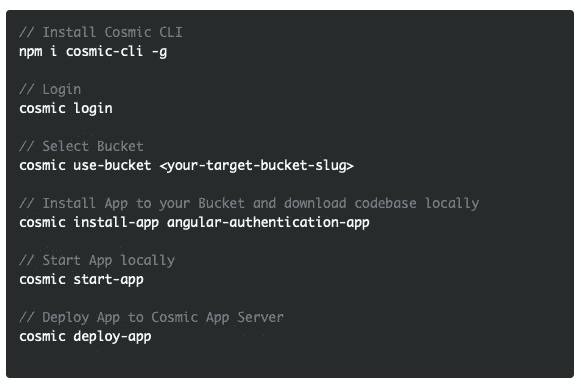 // Install Cosmic CLI
npm i cosmic-cli -g
// Login
cosmic login
// Select Bucket
cosmic use-bucket <your-target-bucket-slug>
// Install App to your Bucket and download codebase locally
cosmic install-app angular-authentication-app
// Start App locally
cosmic start-app
// Deploy App to Cosmic App Server
cosmic deploy-app